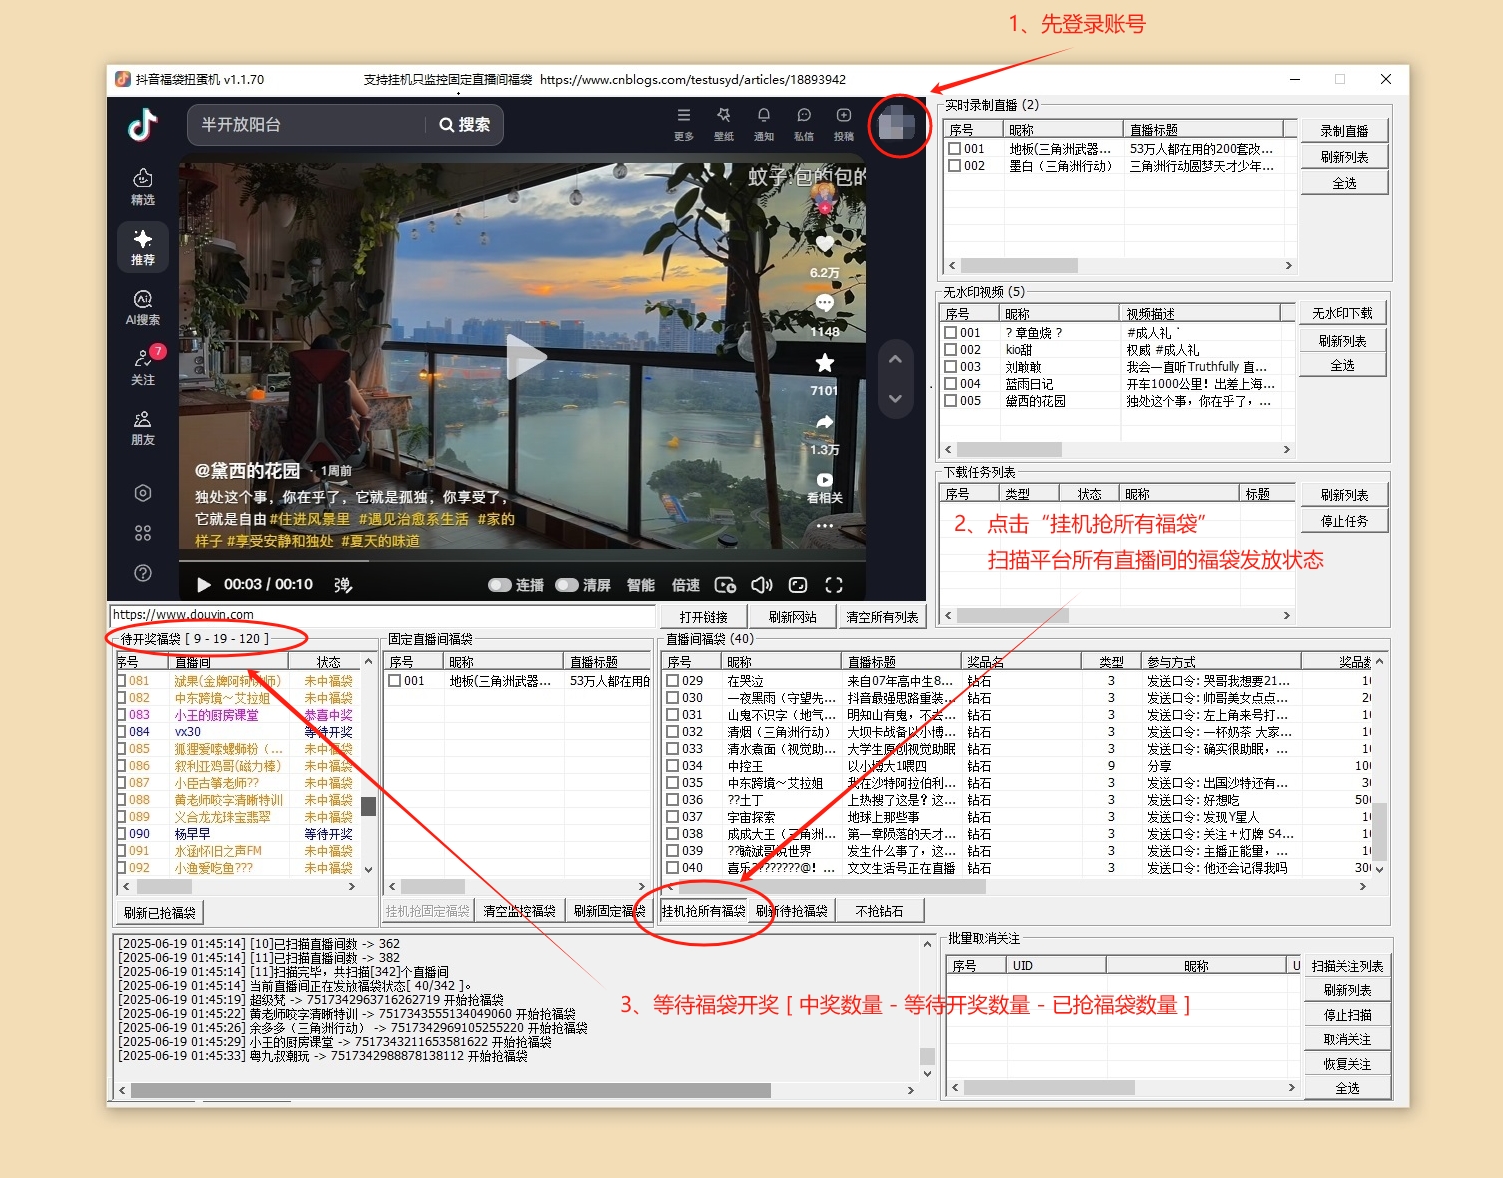 1、先登录账号
抖音福袋扭蛋机 v1.1.70
支持挂机只监控固定直播间福袋 https://www.cnblogs.com/testusyd/articles/18893942
半开放阳台
搜索
更多 壁纸 通知 私信 投稿
精选
推荐
AI搜索
7
关注
朋友
蚊子:包的包的
6.2万
1148
7101
1.3万
看相关
@黛西的花园 · 1周前
独处这个事，你在乎了，它就是孤独，你享受了，
它就是自由 #住进风景里 #遇见治愈系生活 #家的
样子 #享受安静和独处 #夏天的味道
00:03 / 00:10 弹 连播 清屏 智能 倍速
实时录制直播 (2)
序号 昵称 直播标题
001 地板(三角洲武器... 53万人都在用的200套改...
002 墨白（三角洲行动） 三角洲行动圆梦天才少年...
录制直播
刷新列表
全选
无水印视频 (5)
序号 昵称 视频描述
001 ? 章鱼烧 ? #成人礼
002 kio甜 权威 #成人礼
003 刘敢敢 我会一直听Truthfully 直...
004 蓝雨日记 开车1000公里！出差上海...
005 黛西的花园 独处这个事，你在乎了，...
无水印下载
刷新列表
全选
下载任务列表
序号 类型 状态 昵称 标题
刷新列表
停止任务
2、点击“挂机抢所有福袋”
扫描平台所有直播间的福袋发放状态
https://www.douyin.com
打开链接 刷新网站 清空所有列表
待开奖福袋 [ 9 - 19 - 120 ]
序号 直播间 状态
081 未中福袋
082 中东跨境～艾拉姐 未中福袋
083 小王的厨房课堂 恭喜中奖
084 vx30 等待开奖
085 狐狸爱嗦螺蛳粉（... 未中福袋
086 叙利亚鸡哥(磁力棒) 未中福袋
087 小臣古筝老师?? 未中福袋
088 黄老师咬字清晰特训 未中福袋
089 义合龙龙珠宝翡翠 未中福袋
090 杨早早 等待开奖
091 水涵怀旧之声FM 未中福袋
092 小渔爱吃鱼??? 未中福袋
刷新已抢福袋
固定直播间福袋
序号 昵称 直播标题
001 地板(三角洲武器... 53万人都在用的
挂机抢固定福袋 清空监控福袋 刷新固定福袋
直播间福袋 (40)
序号 昵称 直播标题 奖品名 类型 参与方式 奖品数
029 在哭泣 来自07年高中生8... 钻石 3 发送口令: 哭哥我想要21...
030 一夜黑雨（守望先... 抖音最强思路重装... 钻石 3 发送口令: 帅哥美女点点...
031 山鬼不识字（地气... 明知山有鬼，不去... 钻石 3 发送口令: 左上角来号打...
032 清烟（三角洲行动） 大坝卡战备以小博... 钻石 3 发送口令: 一杯奶茶 大家...
033 清水煮面（视觉助... 大学生原创视觉助眠 钻石 3 发送口令: 确实很助眠，...
034 中控王 以小博大1喂四 钻石 9 分享
035 中东跨境～艾拉姐 我在沙特阿拉伯利... 钻石 3 发送口令: 出国沙特还有...
036 ??土丁 上热搜了这是？这... 钻石 3 发送口令: 好想吃
037 宇宙探索 地球上那些事 钻石 3 发送口令: 发现Y星人
038 成成大王（三角洲... 第一章陨落的天才... 钻石 3 发送口令: 关注＋灯牌 S4...
039 ??毓斌哥说世界 发生什么事了，这... 钻石 3 发送口令: 主播正能量，...
040 喜乐???????@！... 文文生活号正在直播 钻石 3 发送口令: 他还会记得我吗
挂机抢所有福袋 刷新待抢福袋 不抢钻石
[2025-06-19 01:45:14] [10]已扫描直播间数 -> 362
[2025-06-19 01:45:14] [11]已扫描直播间数 -> 382
[2025-06-19 01:45:14] [11]扫描完毕，共扫描[342]个直播间
[2025-06-19 01:45:14] 当前直播间正在发放福袋状态[ 40/342 ]。
[2025-06-19 01:45:19] 超级梵 -> 7517342963716262719 开始抢福袋
[2025-06-19 01:45:22] 黄老师咬字清晰特训 -> 7517343555134049060 开始抢福袋
[2025-06-19 01:45:26] 余多多（三角洲行动） -> 7517342969105255220 开始抢福袋
[2025-06-19 01:45:29] 小王的厨房课堂 -> 7517343211653581622 开始抢福袋
[2025-06-19 01:45:33] 粤九叔潮玩 -> 7517342988878138112 开始抢福袋
3、等待福袋开奖 [ 中奖数量 - 等待开奖数量 - 已抢福袋数量 ]
批量取消关注
序号 UID 昵称 U
扫描关注列表
刷新列表
停止扫描
取消关注
恢复关注
全选